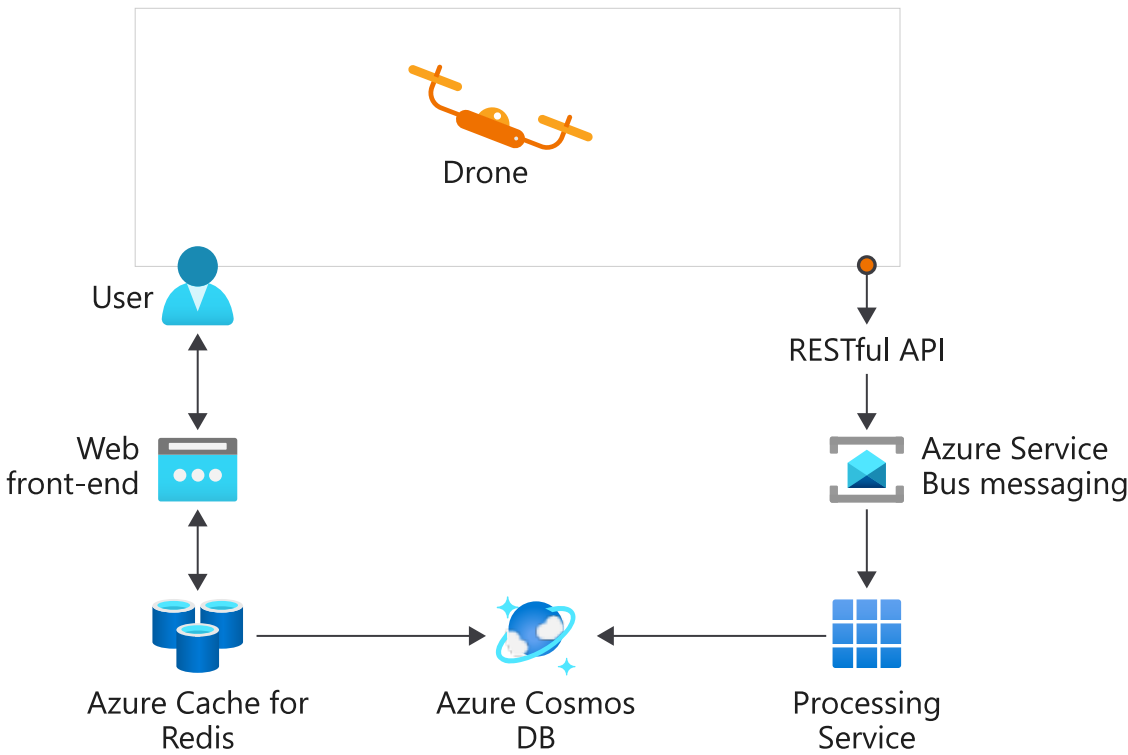 Drone
User
RESTful API
Web
front-end
Azure Service
Bus messaging
Azure Cache for
Redis
Azure Cosmos
DB
Processing
Service